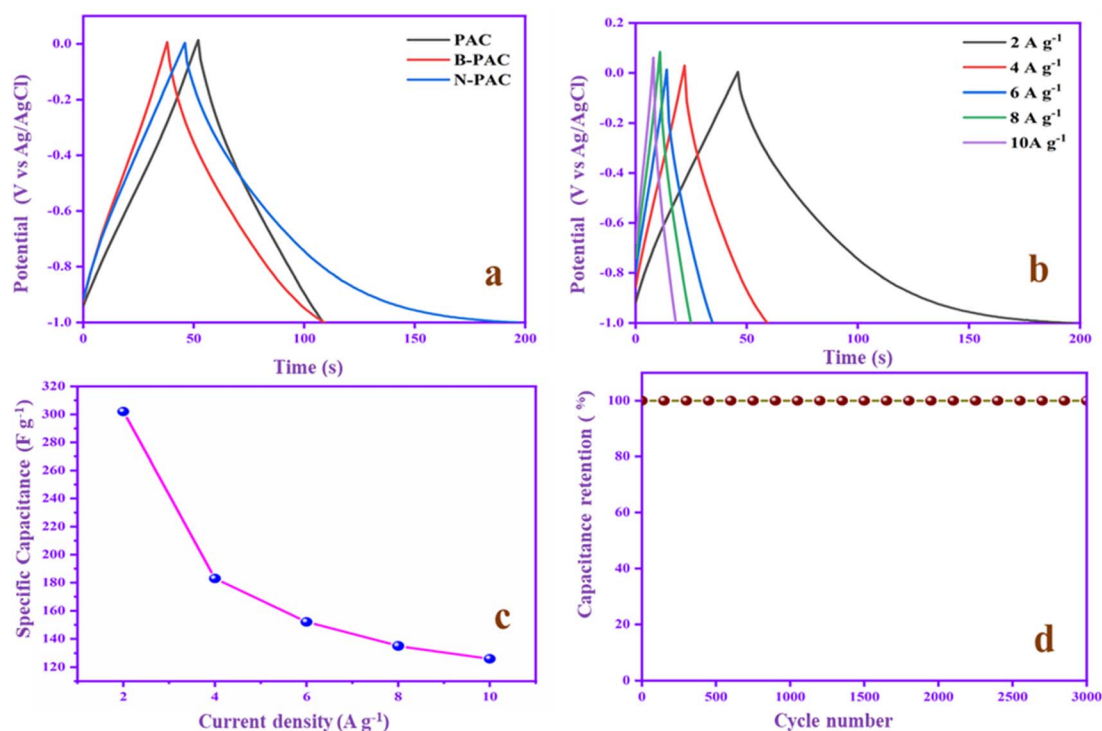 0.0
-0.2
-0.4
-0.6
-0.8
-1.0
Potential (V vs Ag/AgCl)
PAC
B-PAC
N-PAC
a
0 50 100 150 200
Time (s)
0.2
0.0
-0.2
-0.4
-0.6
-0.8
-1.0
Potential (V vs Ag/AgCl)
2 A g-1
4 A g-1
6 A g-1
8 A g-1
10A g-1
b
0 50 100 150 200
Time (s)
320
300
280
260
240
220
200
180
160
140
120
Specific Capacitance (F g-1)
c
2 4 6 8 10
Current density (A g-1)
100
80
60
40
20
0
Capacitance retention ( %)
d
0 500 1000 1500 2000 2500 3000
Cycle number